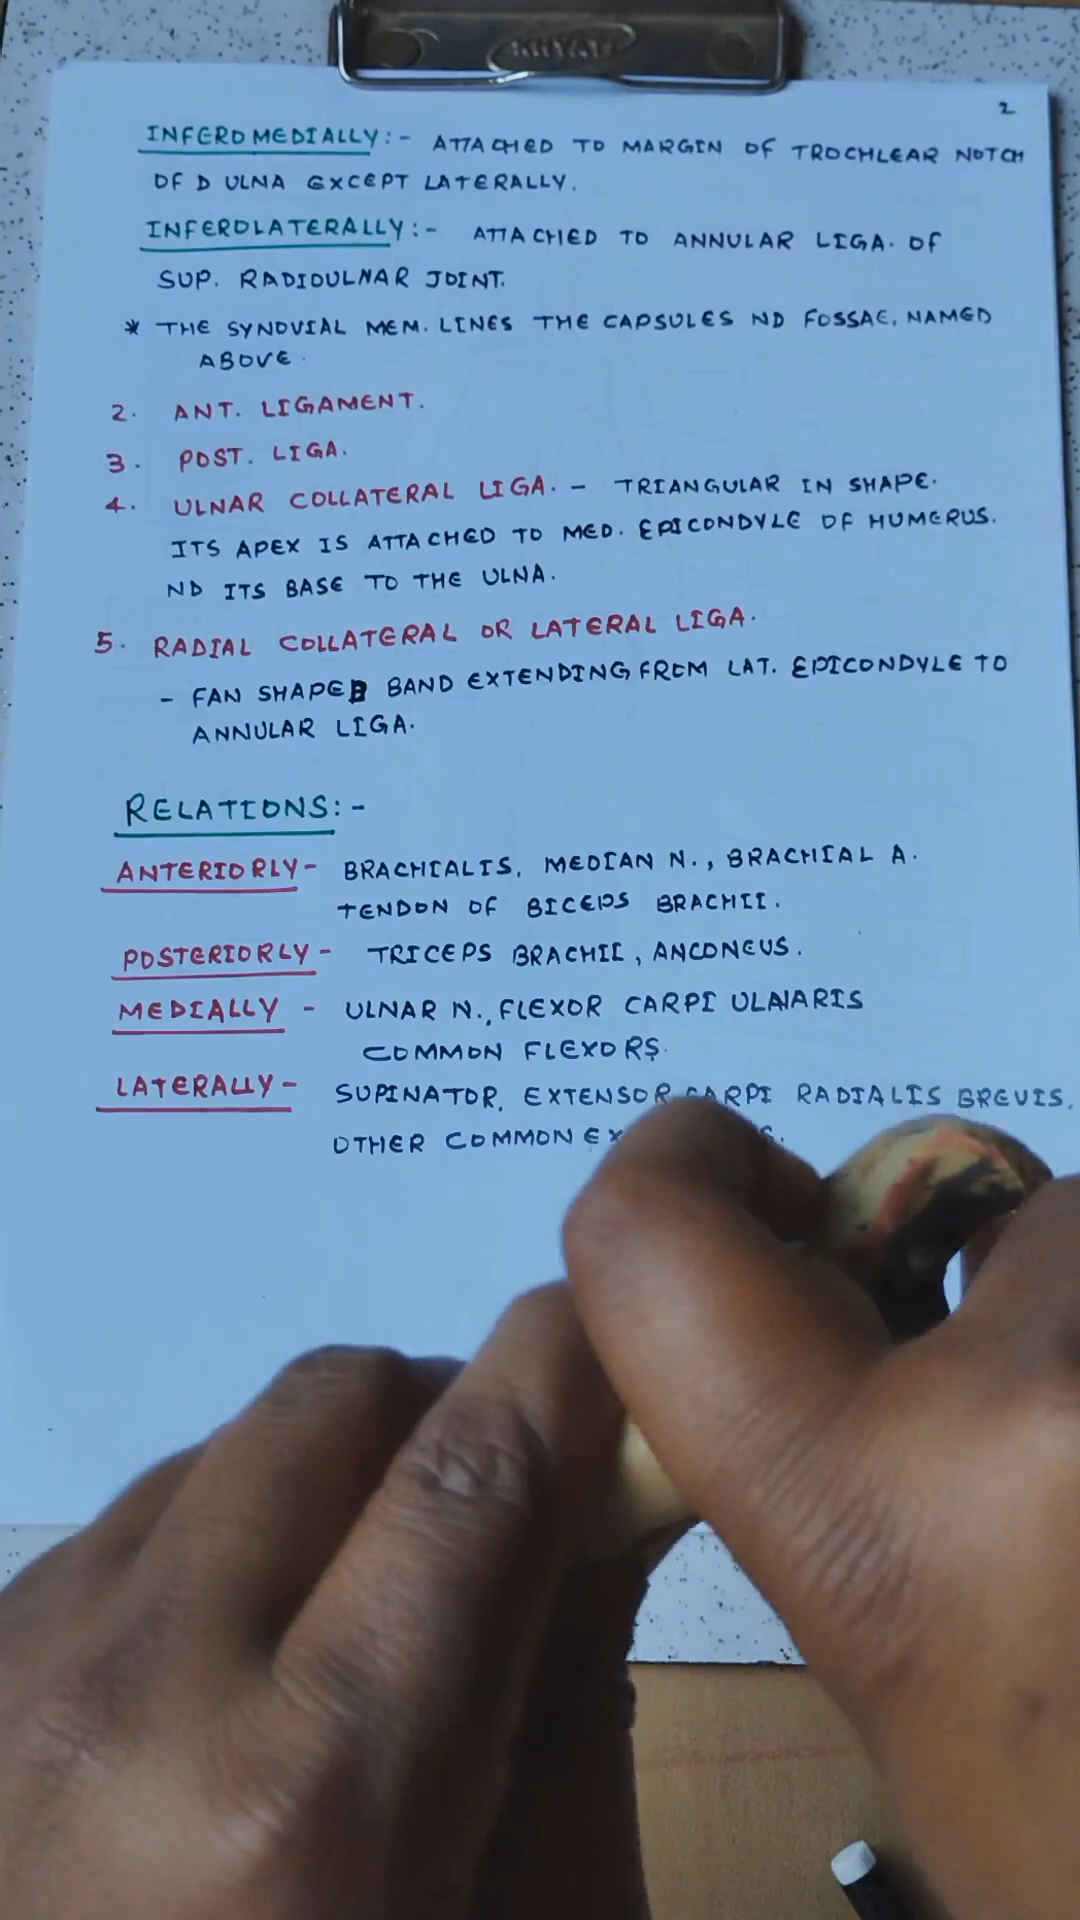 2
INFEROMEDIALLY:- ATTACHED TO MARGIN OF TROCHLEAR NOTCH
OF D ULNA EXCEPT LATERALLY.
INFEROLATERALLY:- ATTACHED TO ANNULAR LIGA. OF
SUP. RADIOULNAR JOINT.
* THE SYNOVIAL MEM. LINES THE CAPSULES ND FOSSAE, NAMED
ABOVE.
2. ANT. LIGAMENT.
3. POST. LIGA.
4. ULNAR COLLATERAL LIGA. - TRIANGULAR IN SHAPE.
ITS APEX IS ATTACHED TO MED. EPICONDYLE OF HUMERUS.
ND ITS BASE TO THE ULNA.
5. RADIAL COLLATERAL OR LATERAL LIGA.
- FAN SHAPED BAND EXTENDING FROM LAT. EPICONDYLE TO
ANNULAR LIGA.
RELATIONS:-
ANTERIORLY- BRACHIALIS, MEDIAN N., BRACHIAL A.
TENDON OF BICEPS BRACHII.
POSTERIORLY- TRICEPS BRACHII, ANCONEUS.
MEDIALLY - ULNAR N., FLEXOR CARPI ULNARIS
COMMON FLEXORS.
LATERALLY- SUPINATOR, EXTENSOR CARPI RADIALIS BREVIS,
OTHER COMMON